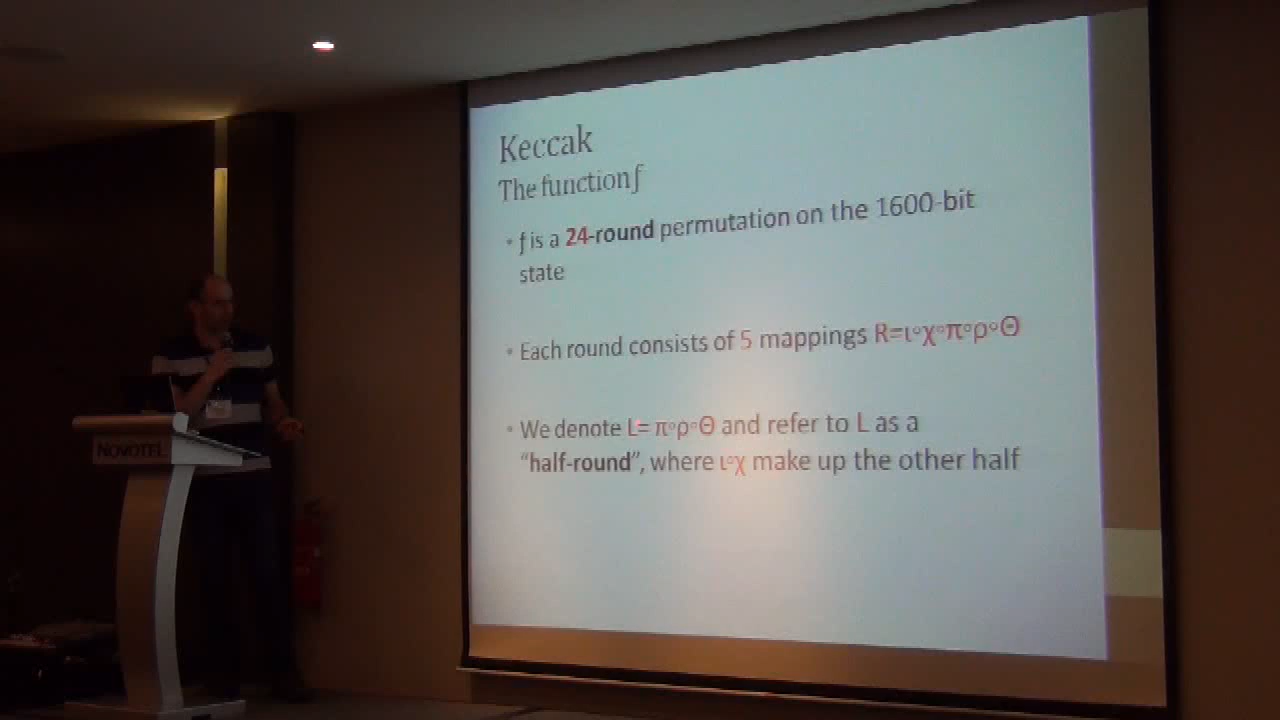 Keccak
The function f
• f is a 24-round permutation on the 1600-bit
state
• Each round consists of 5 mappings R=ι∘χ∘π∘ρ∘Θ
• We denote L= π∘ρ∘Θ and refer to L as a
“half-round”, where ι∘χ make up the other half
NOVOTEL